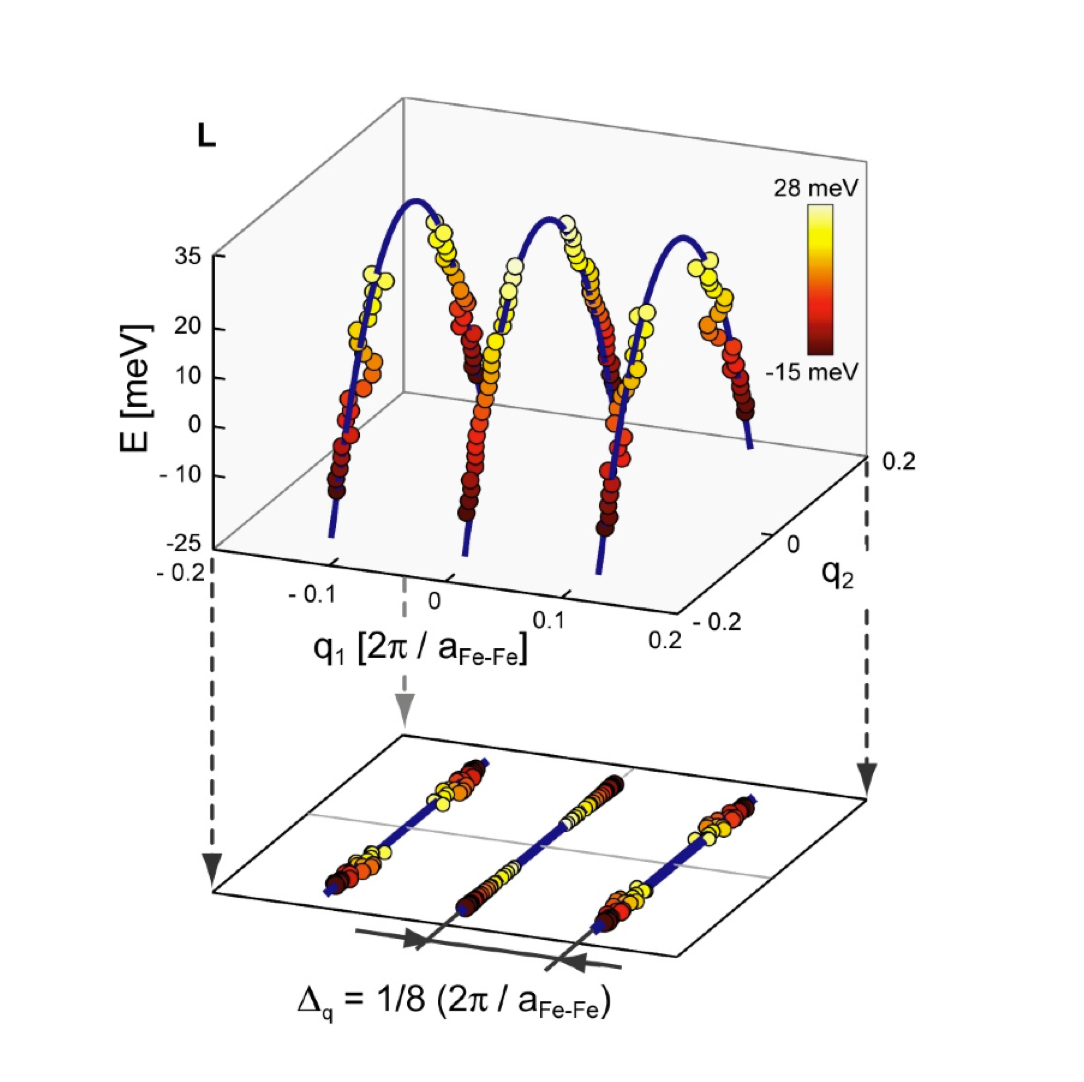 L
28 meV
-15 meV
E [meV]
35
20
10
0
- 10
-25
- 0.2
- 0.1
0
0.1
0.2
q1 [2π / aFe-Fe]
- 0.2
0
0.2
q2
Δq = 1/8 (2π / aFe-Fe)